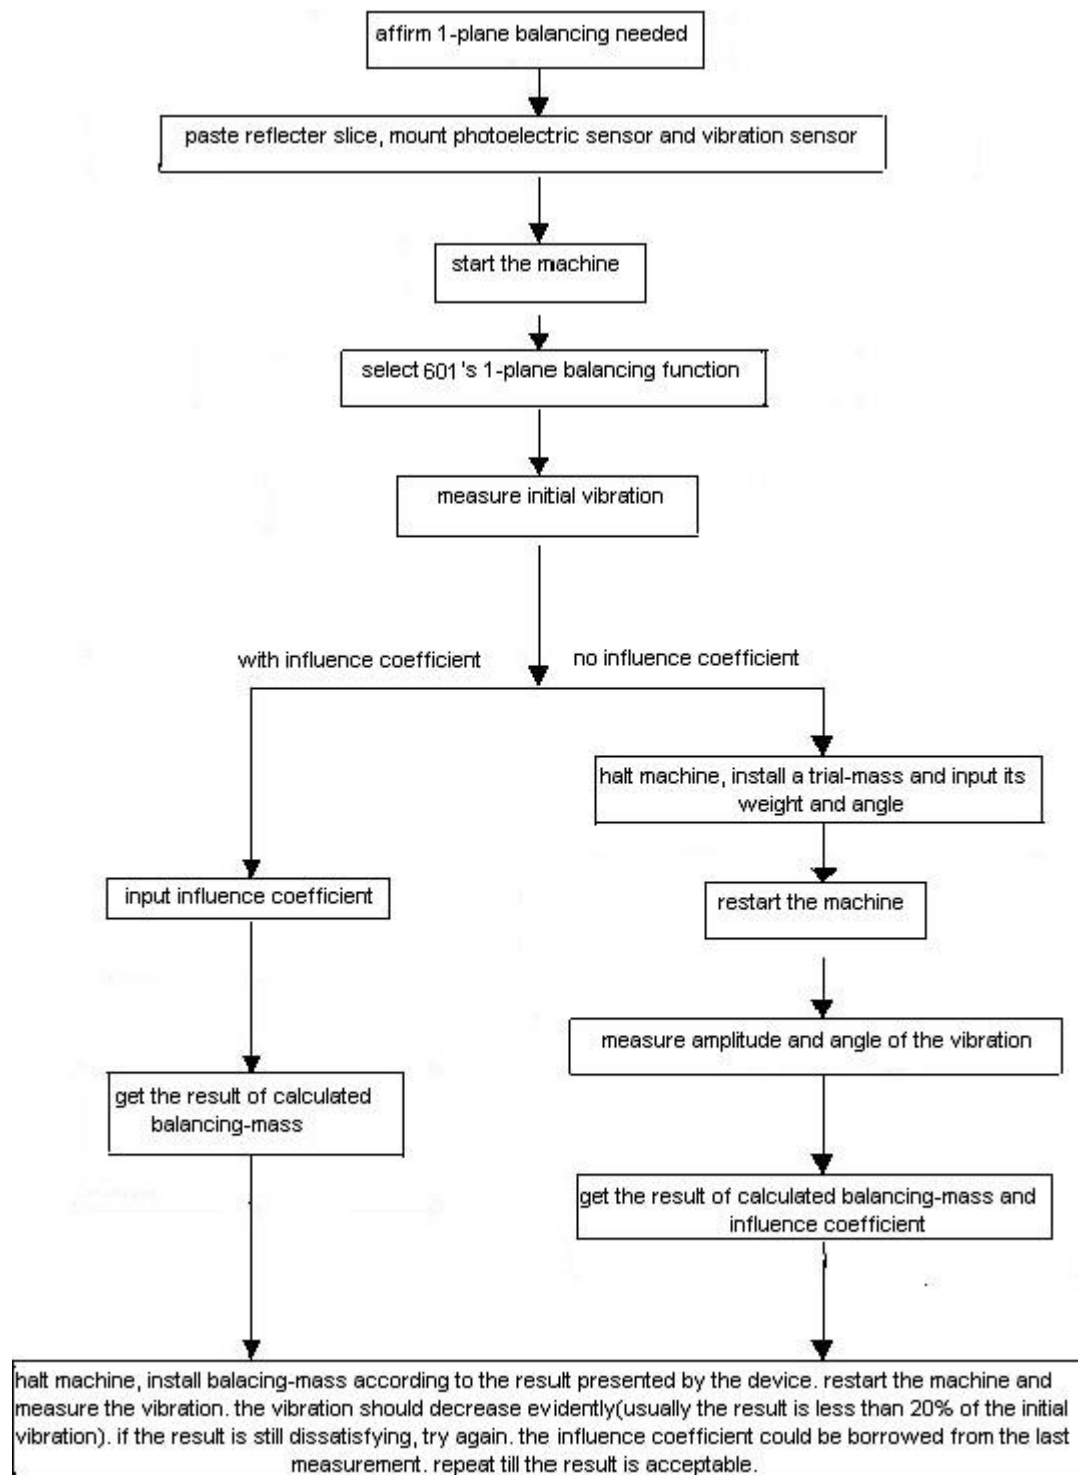 affirm 1-plane balancing needed
paste reflecter slice, mount photoelectric sensor and vibration sensor
start the machine
select 601's 1-plane balancing function
measure initial vibration
with influence coefficient
no influence coefficient
halt machine, install a trial-mass and input its
weight and angle
input influence coefficient
restart the machine
measure amplitude and angle of the vibration
get the result of calculated
balancing-mass
get the result of calculated balancing-mass and
influence coefficient
halt machine, install balacing-mass according to the result presented by the device. restart the machine and
measure the vibration. the vibration should decrease evidently(usually the result is less than 20% of the initial
vibration). if the result is still dissatisfying, try again. the influence coefficient could be borrowed from the last
measurement. repeat till the result is acceptable.